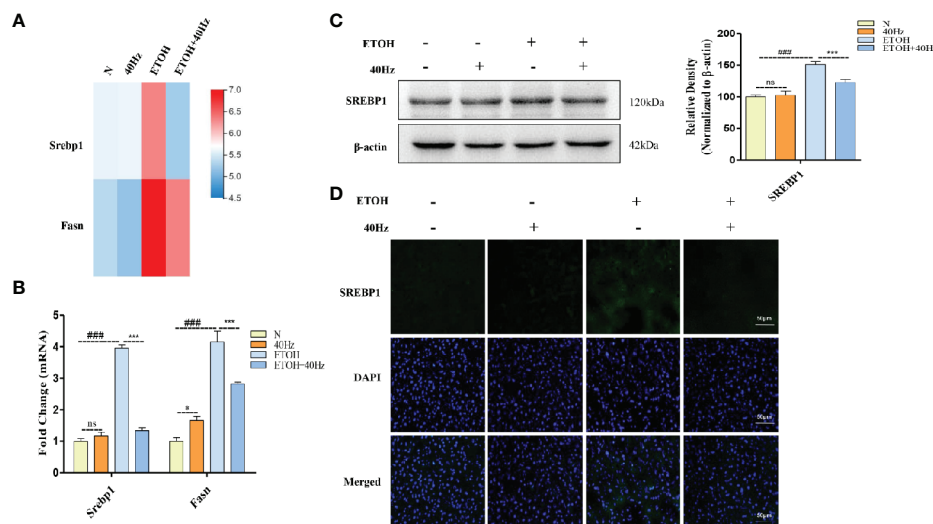 A
N 40Hz ETOH ETOH+40Hz
Srebp1
Fasn
7.0
6.5
6.0
5.5
5.0
4.5
B
Fold Change (mRNA)
5
4
3
2
1
0
N
40Hz
ETOH
ETOH+40Hz
### ***
ns
### ***
#
Srebp1 Fasn
C
ETOH - - + +
40Hz - + - +
SREBP1 120kDa
β-actin 42kDa
Relative Density
(Normalizaed to β-actin)
200
150
100
50
0
N
40Hz
ETOH
ETOH+40H
### ***
ns
SREBP1
D
ETOH - - + +
40Hz - + - +
SREBP1
50μm
DAPI
50μm
Merged
50μm